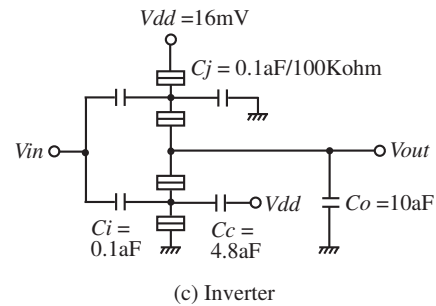 Vdd =16mV
Cj = 0.1aF/100Kohm
Vin
Vout
Vdd
Co =10aF
Ci =
0.1aF
Cc =
4.8aF
(c) Inverter